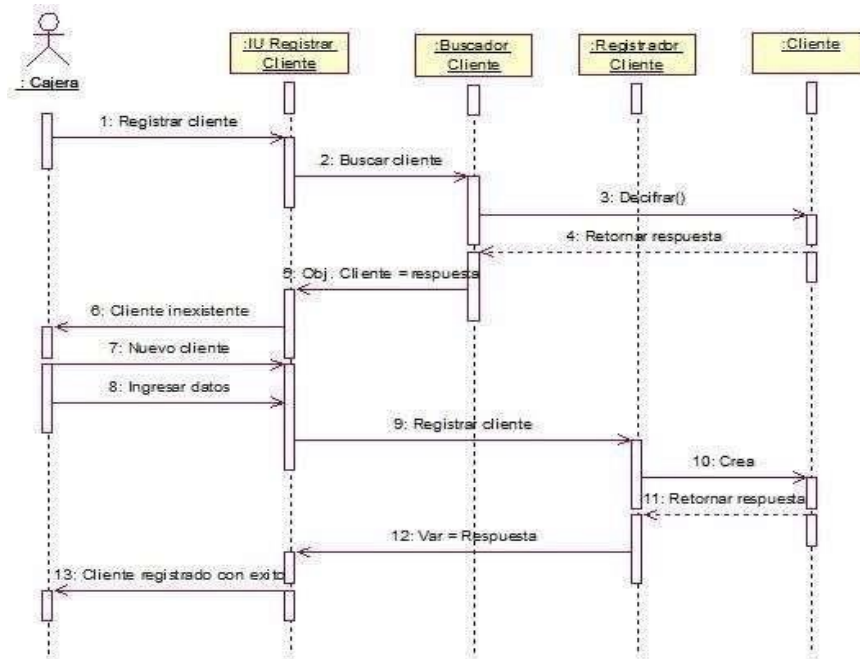 : Cajera
:IU Registrar
Cliente
:Buscador
Cliente
:Registrador
Cliente
:Cliente
1: Registrar cliente
2: Buscar cliente
3: Decifrar()
4: Retornar respuesta
5: Obj. Cliente = respuesta
6: Cliente inexistente
7: Nuevo cliente
8: Ingresar datos
9: Registrar cliente
10: Crea
11: Retornar respuesta
12: Var = Respuesta
13: Cliente registrado con exito